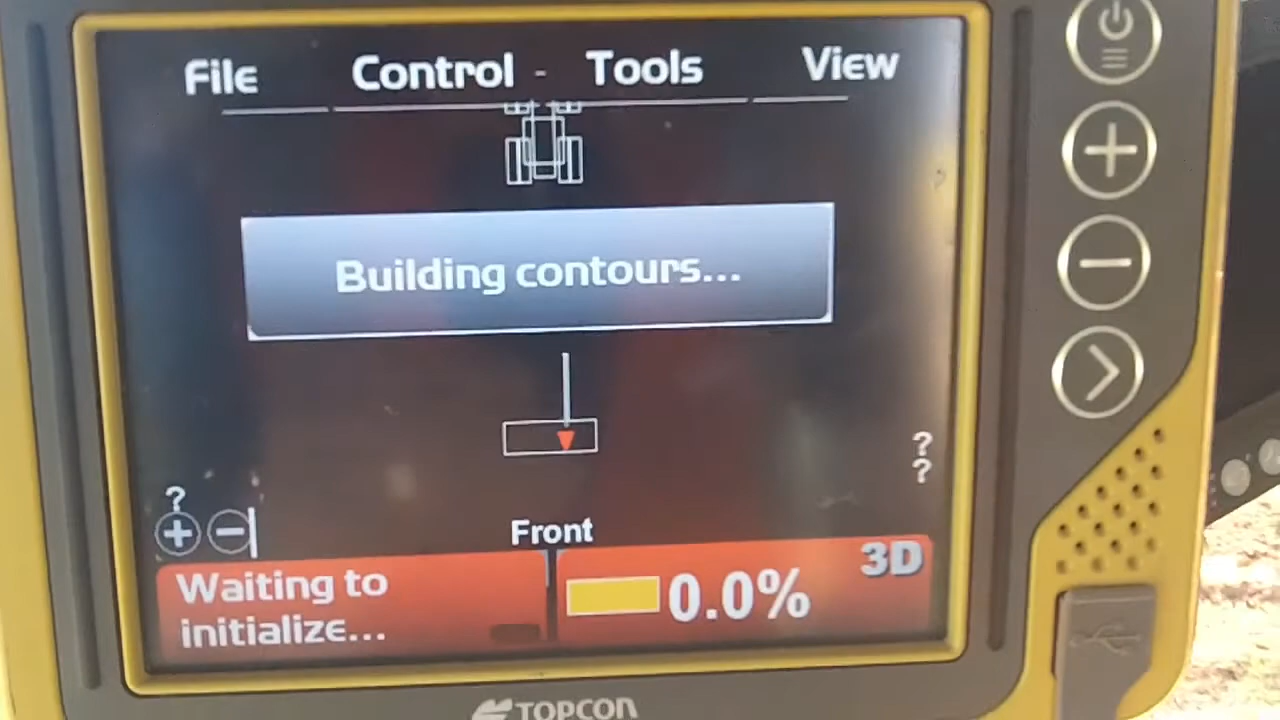 File Control - Tools View
Building contours...
?
?
?
Front
Waiting to
initialize...
0.0%
3D
TOPCON